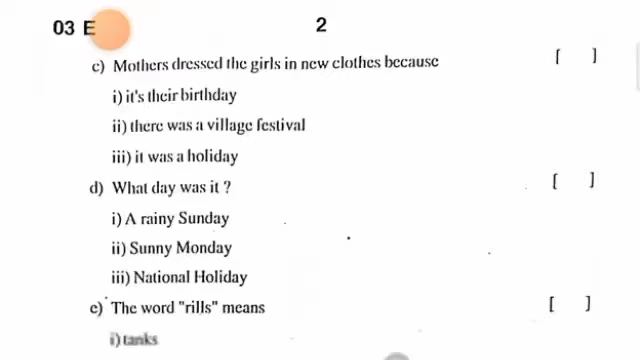 03 E
2
c) Mothers dressed the girls in new clothes because [ ]
i) it's their birthday
ii) there was a village festival
iii) it was a holiday
d) What day was it ? [ ]
i) A rainy Sunday
ii) Sunny Monday
iii) National Holiday
e) The word "rills" means [ ]
i) tanks